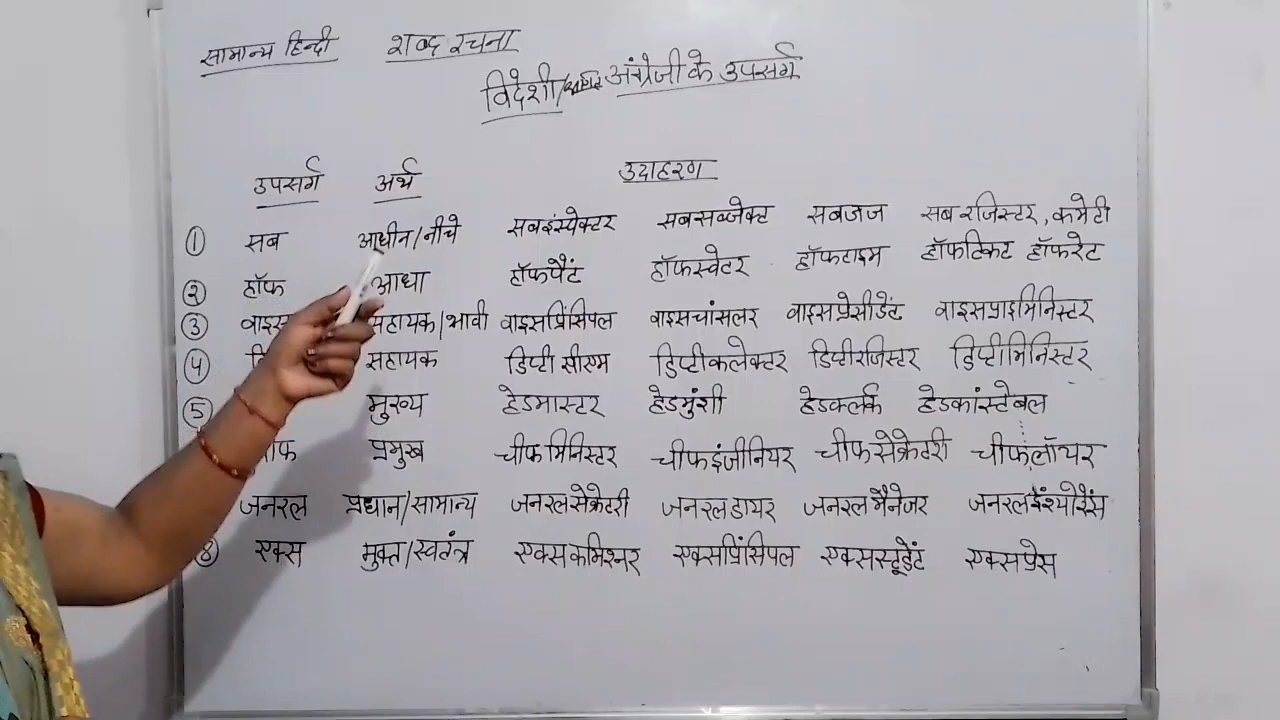 सामान्य हिन्दी शब्द रचना
विदेशी/ अंग्रेजी के उपसर्ग
उपसर्ग अर्थ उदाहरण
① सब आधीन/नीचे सबइंस्पेक्टर सबसब्जेक्ट सबजज सबरजिस्टर, कमेटी
② हॉफ आधा हॉफपैंट हॉफस्वेटर हॉफटाइम हॉफटिकट हॉफरेट
③ वाइस सहायक/भावी वाइसप्रिंसिपल वाइसचांसलर वाइसप्रेसीडेंट वाइसप्राइमिनिस्टर
④ सहायक डिप्टी सीएम डिप्टीकलेक्टर डिप्टीरजिस्टर डिप्टीमिनिस्टर
⑤ मुख्य हेडमास्टर हेडमुंशी हेडक्लर्क हेडकांस्टेबल
प्रमुख चीफमिनिस्टर चीफइंजीनियर चीफसेक्रेटरी चीफलॉयर
जनरल प्रधान/सामान्य जनरलसेक्रेटरी जनरलडायर जनरलमैनेजर जनरलइंश्योरैंस
⑧ एक्स मुक्त/स्वतंत्र एक्सकमिश्नर एक्सप्रिंसिपल एक्सस्टूडेंट एक्सप्रेस